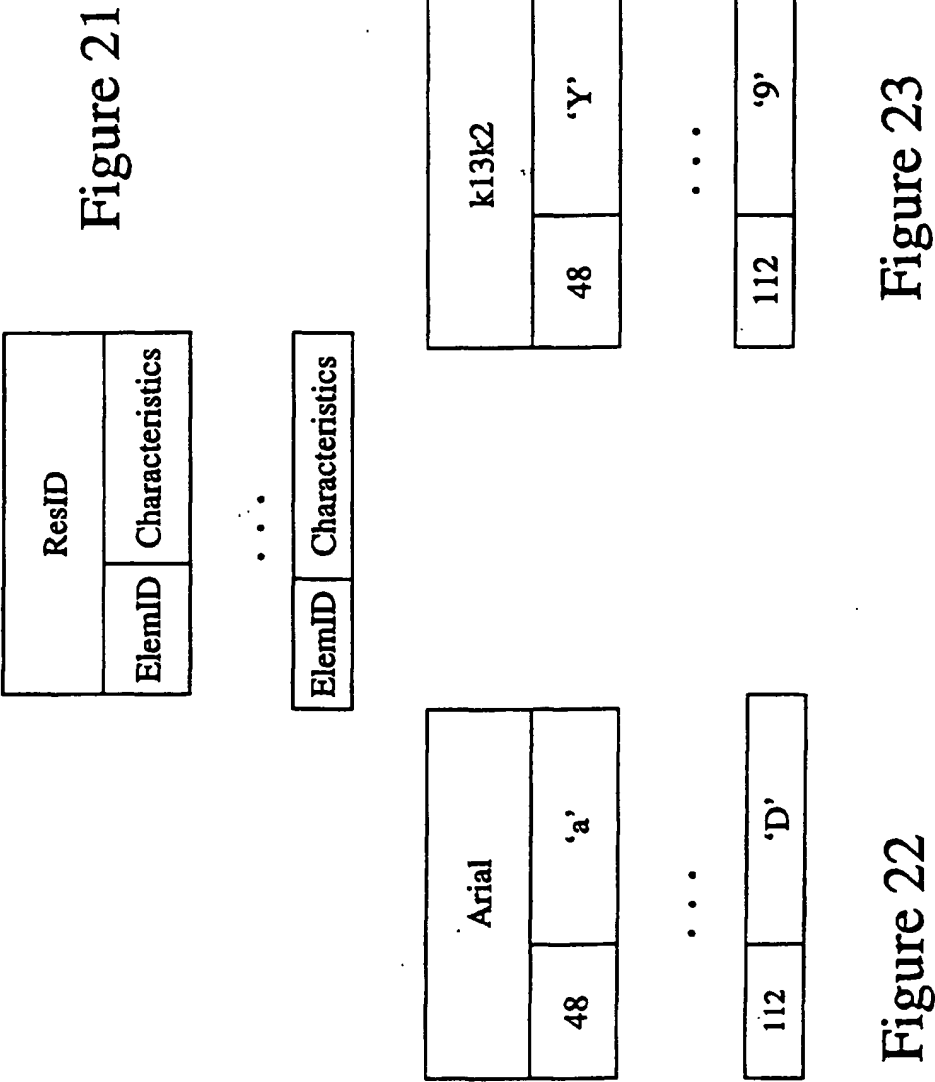 ResID
ElemID Characteristics
. . .
ElemID Characteristics
Figure 21
Arial
48 ‘a’
. . .
112 ‘D’
Figure 22
k13k2
48 ‘Y’
. . .
112 ‘9’
Figure 23